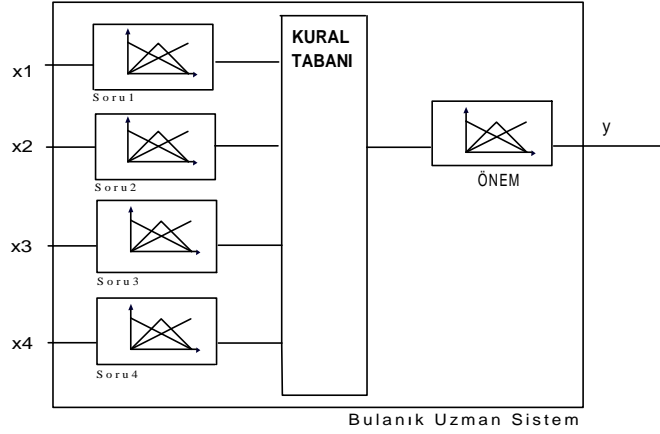 KURAL
TABANI
x1
Soru1
x2
Soru2
x3
Soru3
x4
Soru4
y
ÖNEM
Bulanık Uzman Sistem